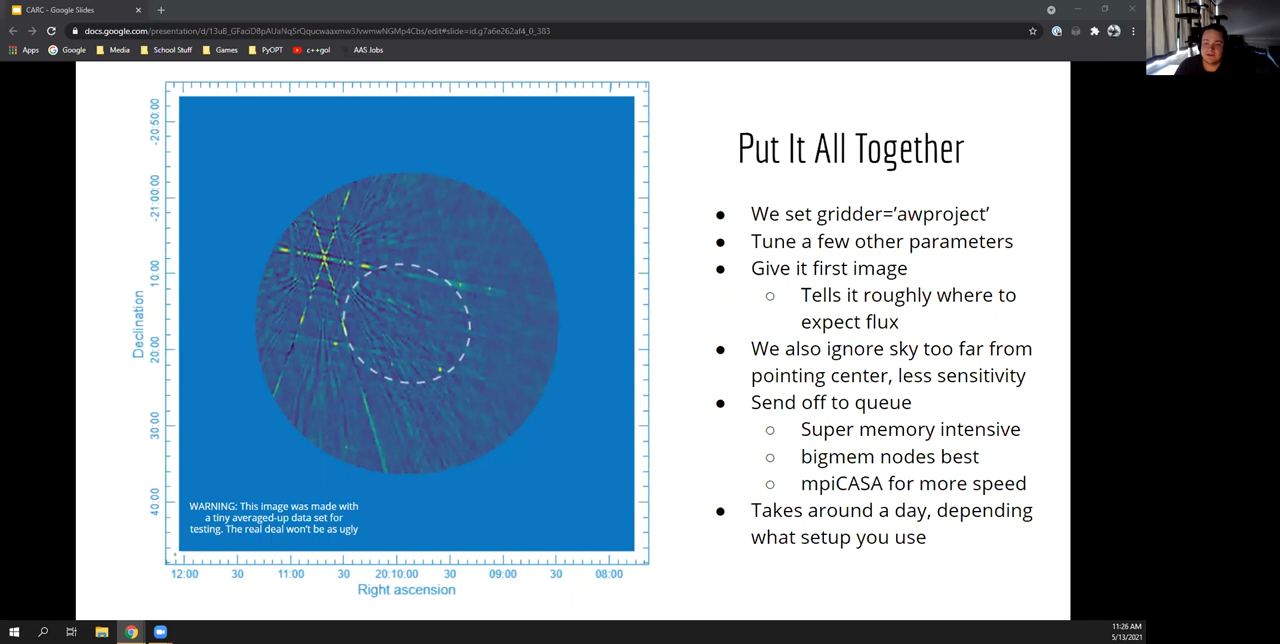 CARC - Google Slides
docs.google.com/presentation/d/13uB_GFaciD8pAUaNq5rQqucwaaxmw3JvwmwNGMp4Cbs/edit#slide=id.g7a6e262af4_0_383
Apps Google Media School Stuff Games PyOPT c++gol AAS Jobs
Put It All Together
We set gridder='awproject'
Tune a few other parameters
Give it first image
Tells it roughly where to
expect flux
We also ignore sky too far from
pointing center, less sensitivity
Send off to queue
Super memory intensive
bigmem nodes best
mpiCASA for more speed
Takes around a day, depending
what setup you use
-20:50:00
-21:00:00
10:00
20:00
30:00
40:00
Declination
WARNING: This image was made with
a tiny averaged-up data set for
testing. The real deal won't be as ugly
12:00 30 11:00 30 20:10:00 30 09:00 30 08:00
Right ascension
11:26 AM
5/13/2021